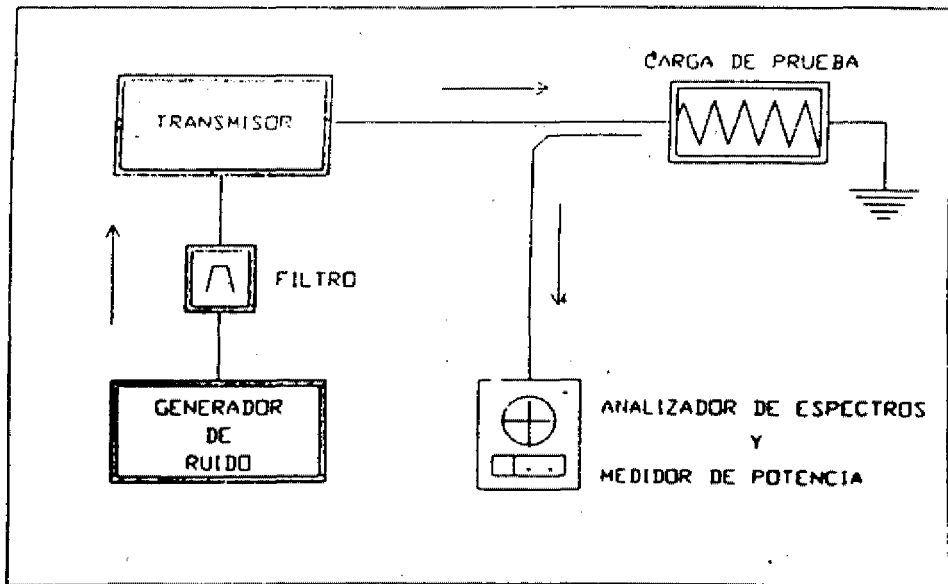 CARGA DE PRUEBA
TRANSMISOR
FILTRO
GENERADOR
DE
RUIDO
ANALIZADOR DE ESPECTROS
Y
MEDIDOR DE POTENCIA